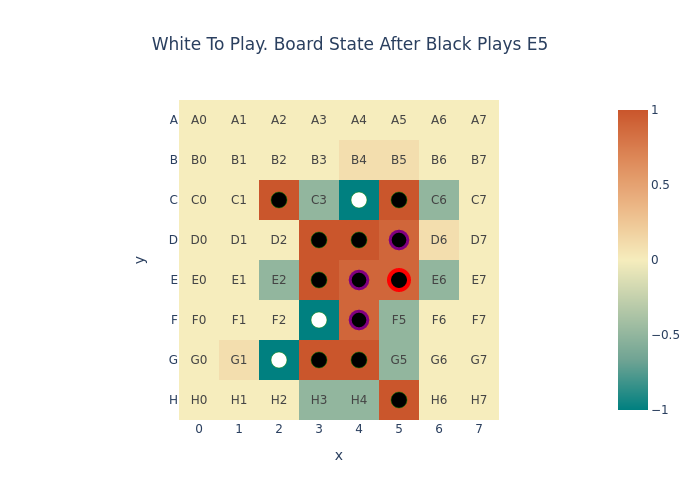 White To Play. Board State After Black Plays E5
A A0 A1 A2 A3 A4 A5 A6 A7
B B0 B1 B2 B3 B4 B5 B6 B7
C C0 C1 C3 C6 C7
D D0 D1 D2 D6 D7
E E0 E1 E2 E6 E7
F F0 F1 F2 F5 F6 F7
G G0 G1 G5 G6 G7
H H0 H1 H2 H3 H4 H6 H7
0 1 2 3 4 5 6 7
x
y
1
0.5
0
−0.5
−1